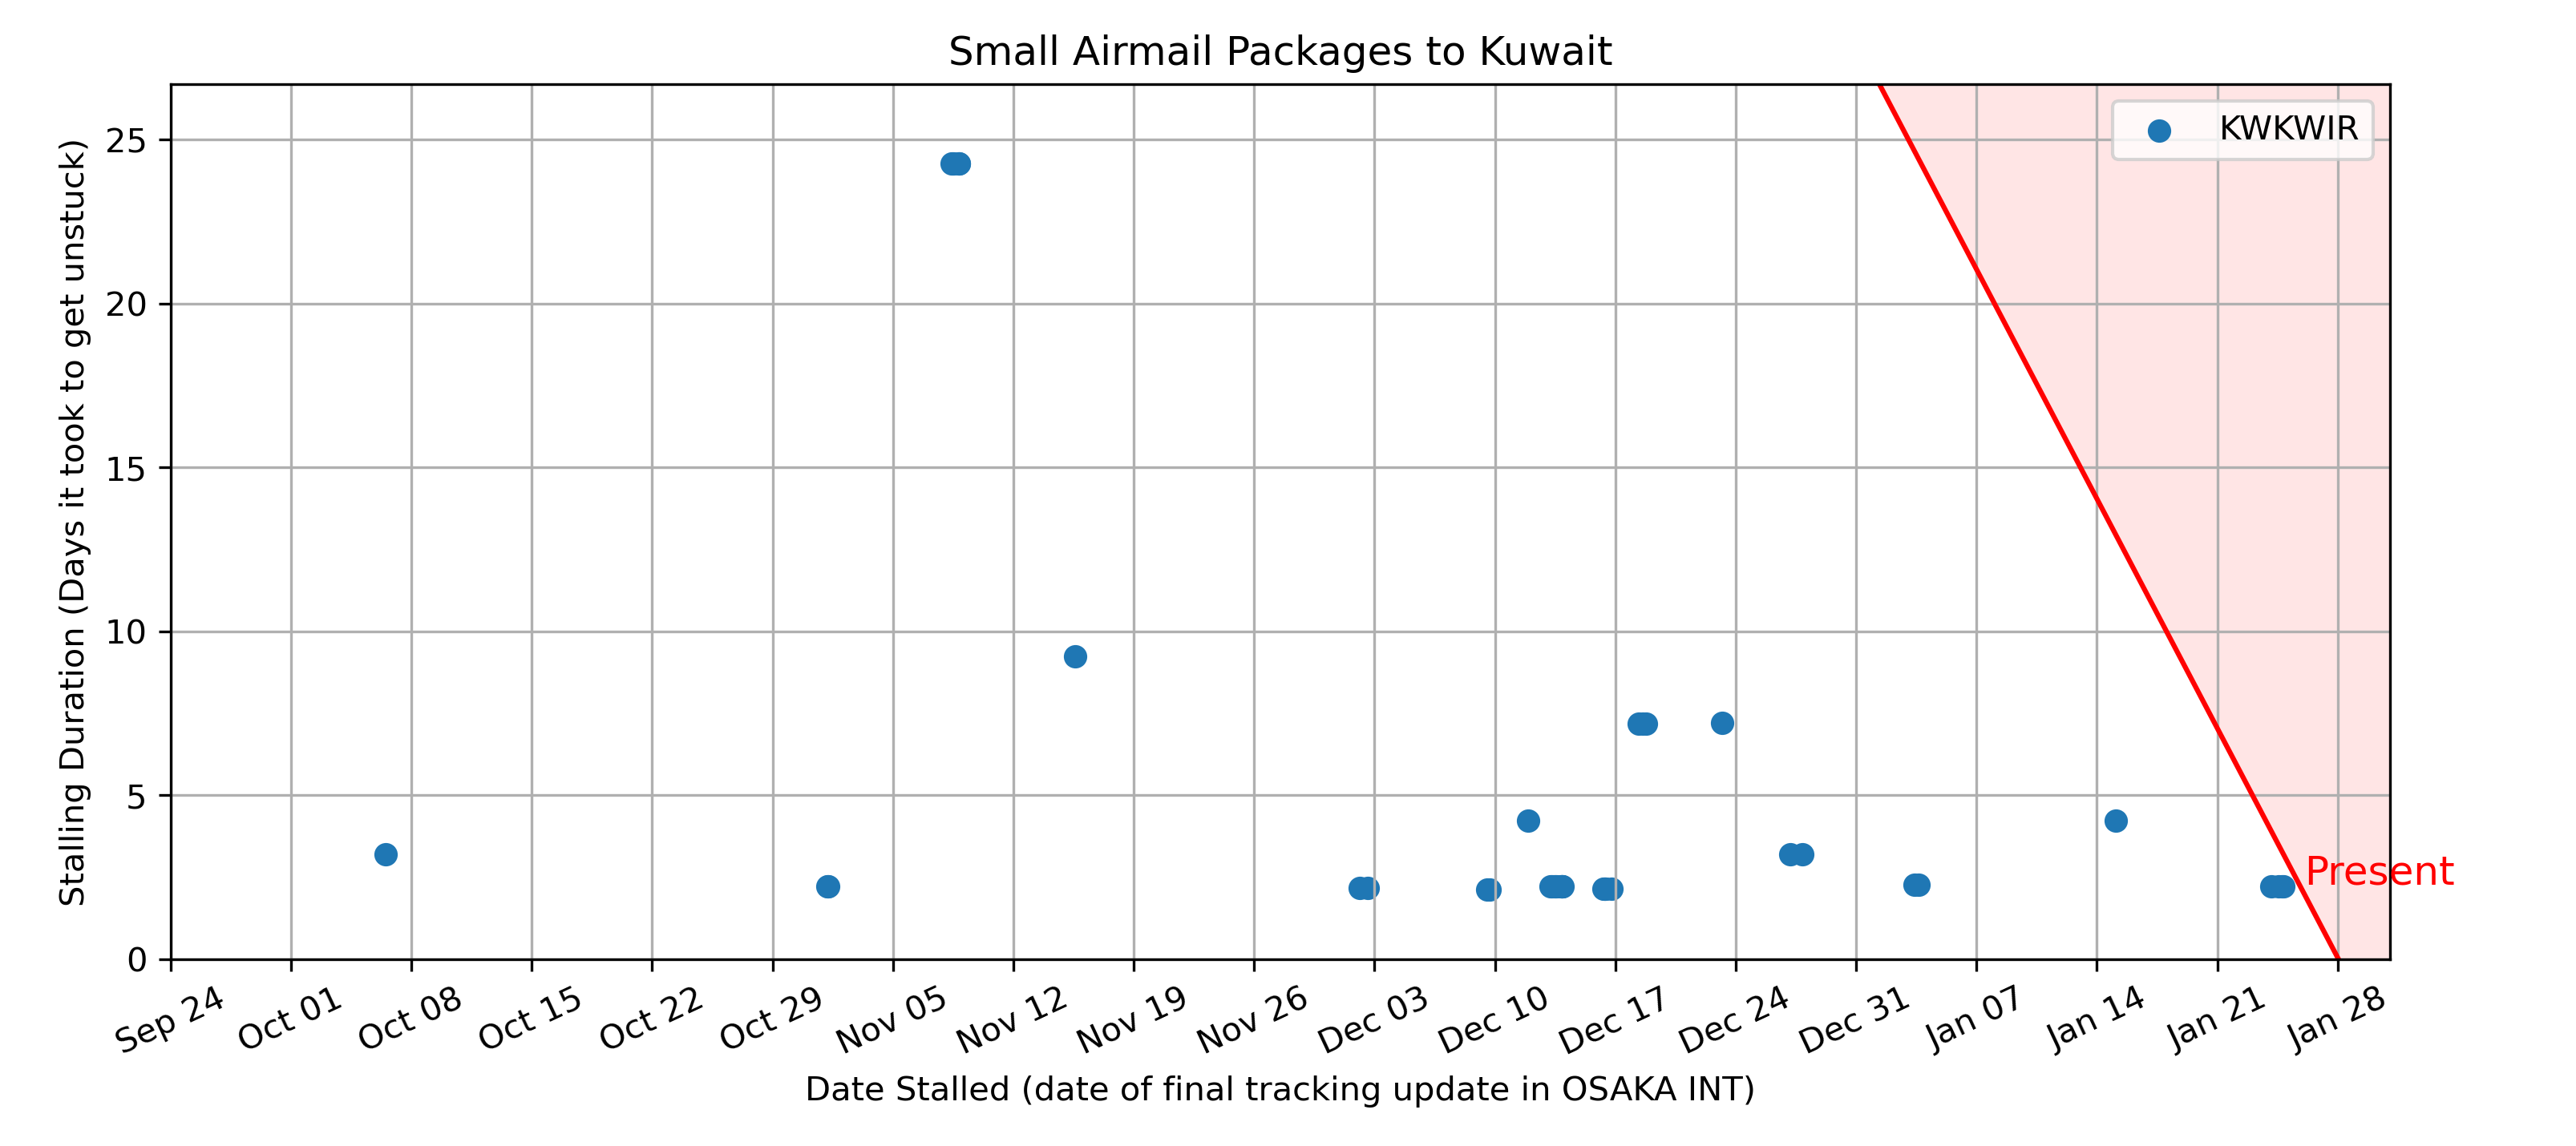 Small Airmail Packages to Kuwait
KWKWIR
Stalling Duration (Days it took to get unstuck)
25
20
15
10
5
0
Present
Sep 24
Oct 01
Oct 08
Oct 15
Oct 22
Oct 29
Nov 05
Nov 12
Nov 19
Nov 26
Dec 03
Dec 10
Dec 17
Dec 24
Dec 31
Jan 07
Jan 14
Jan 21
Jan 28
Date Stalled (date of final tracking update in OSAKA INT)